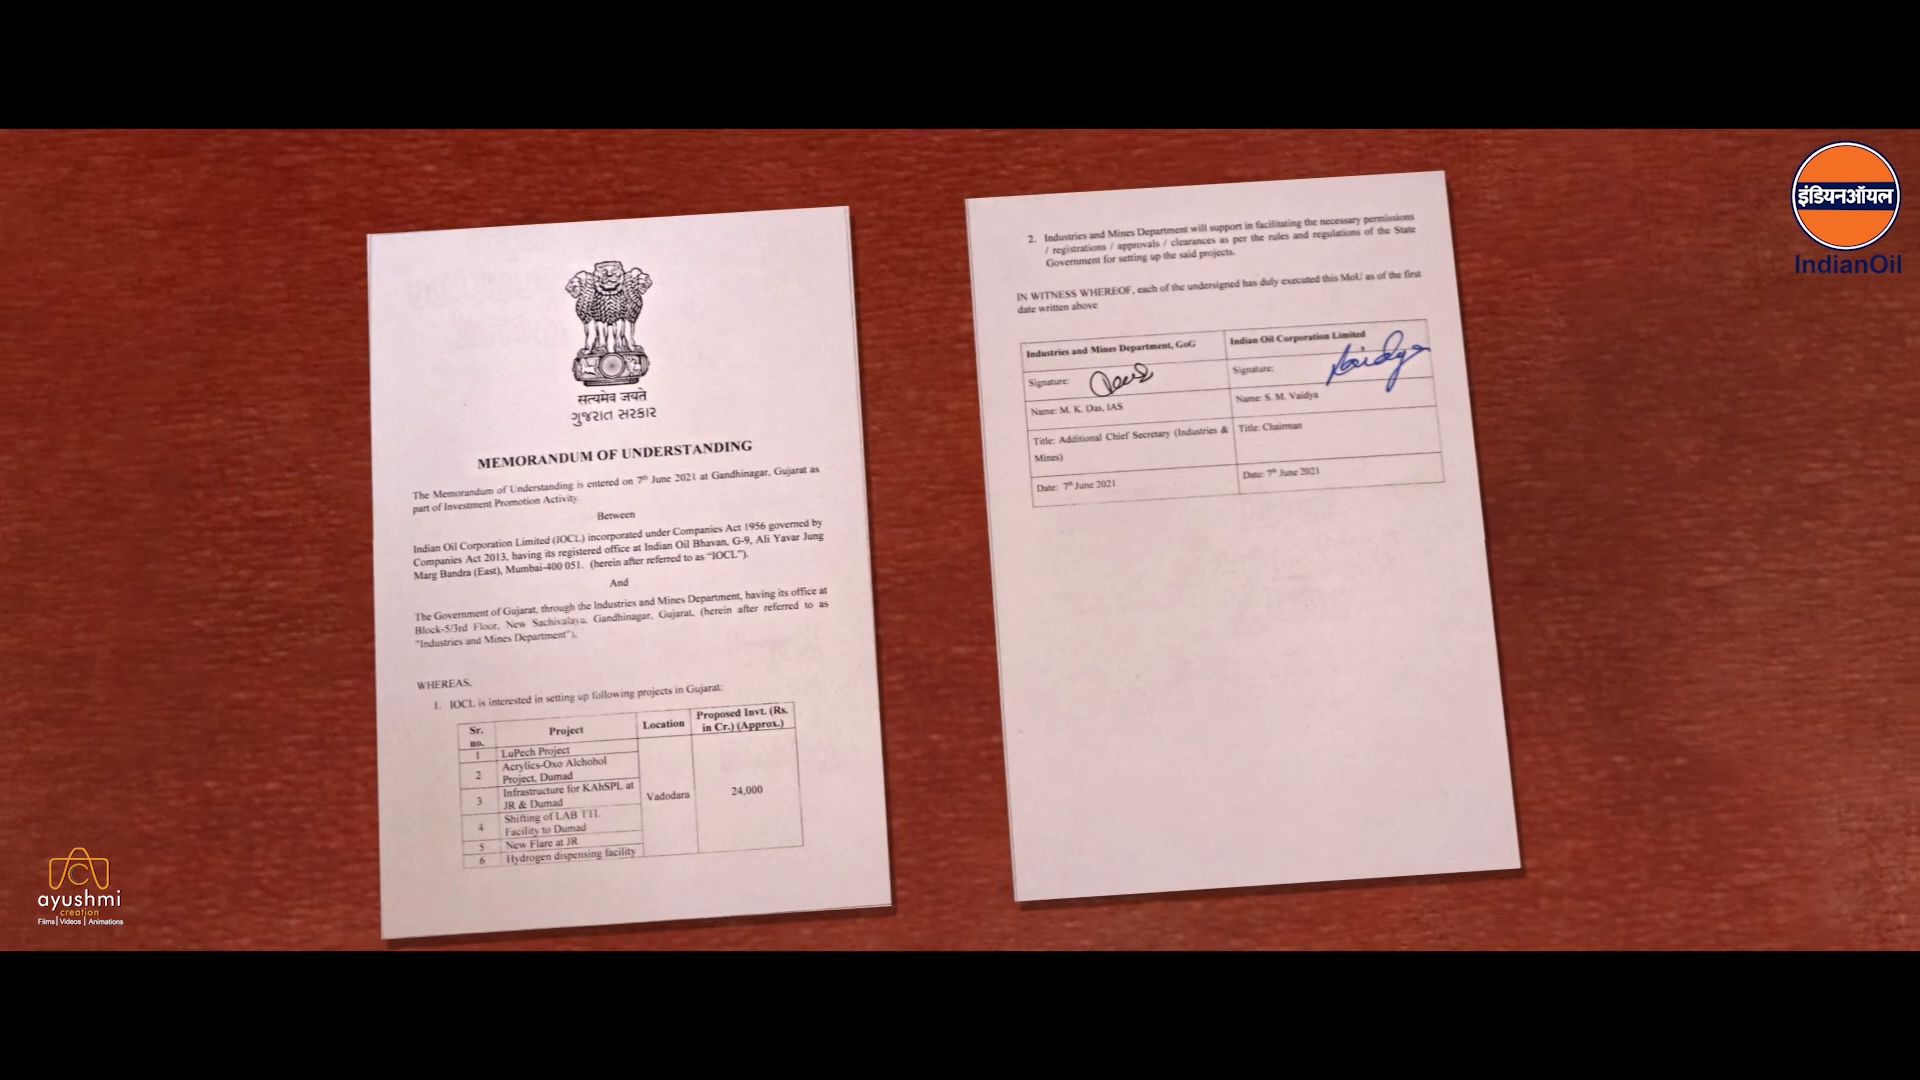 सत्यमेव जयते
ગુજરાત સરકાર
MEMORANDUM OF UNDERSTANDING
The Memorandum of Understanding is entered on 7th June 2021 at Gandhinagar, Gujarat as
part of Investment Promotion Activity.
Between
Indian Oil Corporation Limited (IOCL) incorporated under Companies Act 1956 governed by
Companies Act 2013, having its registered office at Indian Oil Bhavan, G-9, Ali Yavar Jung
Marg Bandra (East), Mumbai-400 051. (herein after referred to as "IOCL").
And
The Government of Gujarat, through the Industries and Mines Department, having its office at
Block-5/3rd Floor, New Sachivalaya, Gandhinagar, Gujarat, (herein after referred to as
"Industries and Mines Department").
WHEREAS,
1. IOCL is interested in setting up following projects in Gujarat:
Sr. no. Project Location Proposed Invt. (Rs. in Cr.) (Approx.)
1 LuPech Project
2 Acrylics-Oxo Alchohol
Project, Dumad
3 Infrastructure for KAhSPL at
JR & Dumad
4 Shifting of LAB TTL
Facility to Dumad
5 New Flare at JR
6 Hydrogen dispensing facility
Vadodara 24,000
2. Industries and Mines Department will support in facilitating the necessary permissions
/ registrations / approvals / clearances as per the rules and regulations of the State
Government for setting up the said projects.
IN WITNESS WHEREOF, each of the undersigned has duly executed this MoU as of the first
date written above
Industries and Mines Department, GoG Indian Oil Corporation Limited
Signature: Signature:
Name: M. K. Das, IAS Name: S. M. Vaidya
Title: Additional Chief Secretary (Industries &
Mines) Title: Chairman
Date: 7th June 2021 Date: 7th June 2021
इंडियनऑयल
IndianOil
ayushmi
creation
Films | Videos | Animations